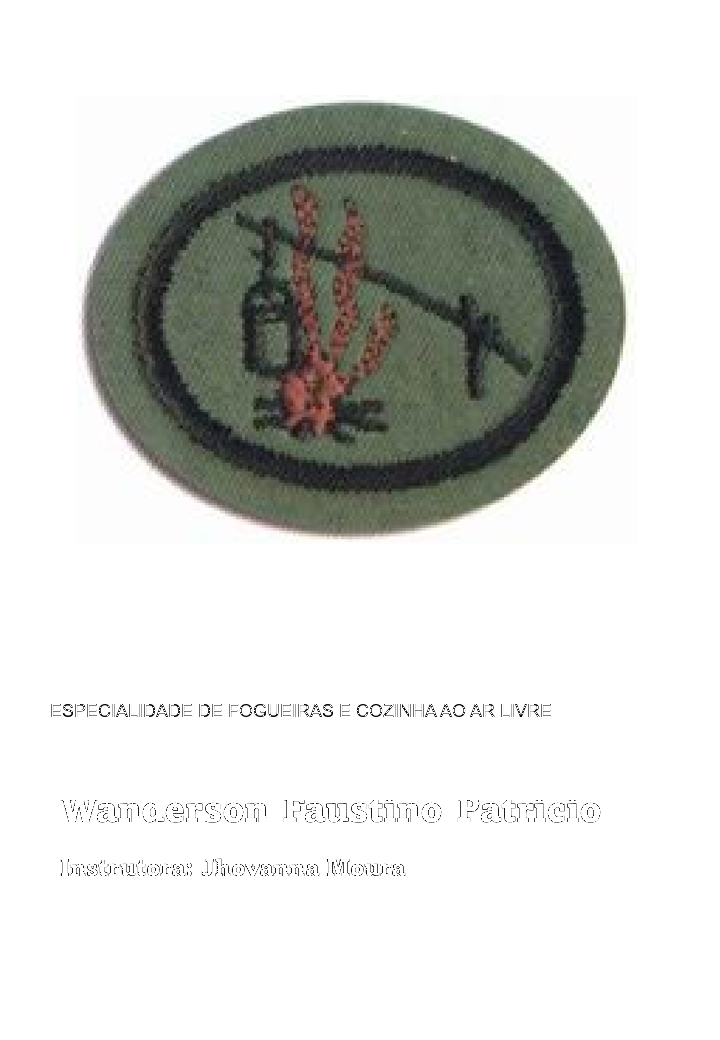 ESPECIALIDADE DE FOGUEIRAS E COZINHA AO AR LIVRE
Wanderson Faustino Patricio
Instrutora: Jhovanna Moura